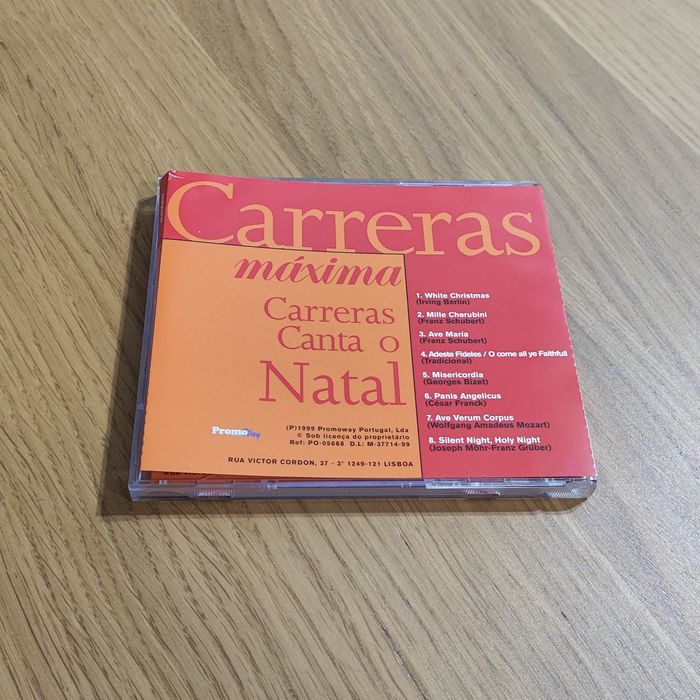 Carreras
máxima
Carreras
Canta o
Natal
1. White Christmas
(Irving Berlin)
2. Mille Cherubini
(Franz Schubert)
3. Ave Maria
(Franz Schubert)
4. Adeste Fideles / O come all ye Faithfull
(Tradicional)
5. Misericordia
(Georges Bizet)
6. Panis Angelicus
(César Franck)
7. Ave Verum Corpus
(Wolfgang Amadeus Mozart)
8. Silent Night, Holy Night
(Joseph Möhr-Franz Grüber)
Promo
(P)1999 Promoway Portugal, Lda
© Sob licença do proprietário
Ref: PO-05668 D.L: M-37714-99
RUA VICTOR CORDON, 37 - 3º 1249-121 LISBOA